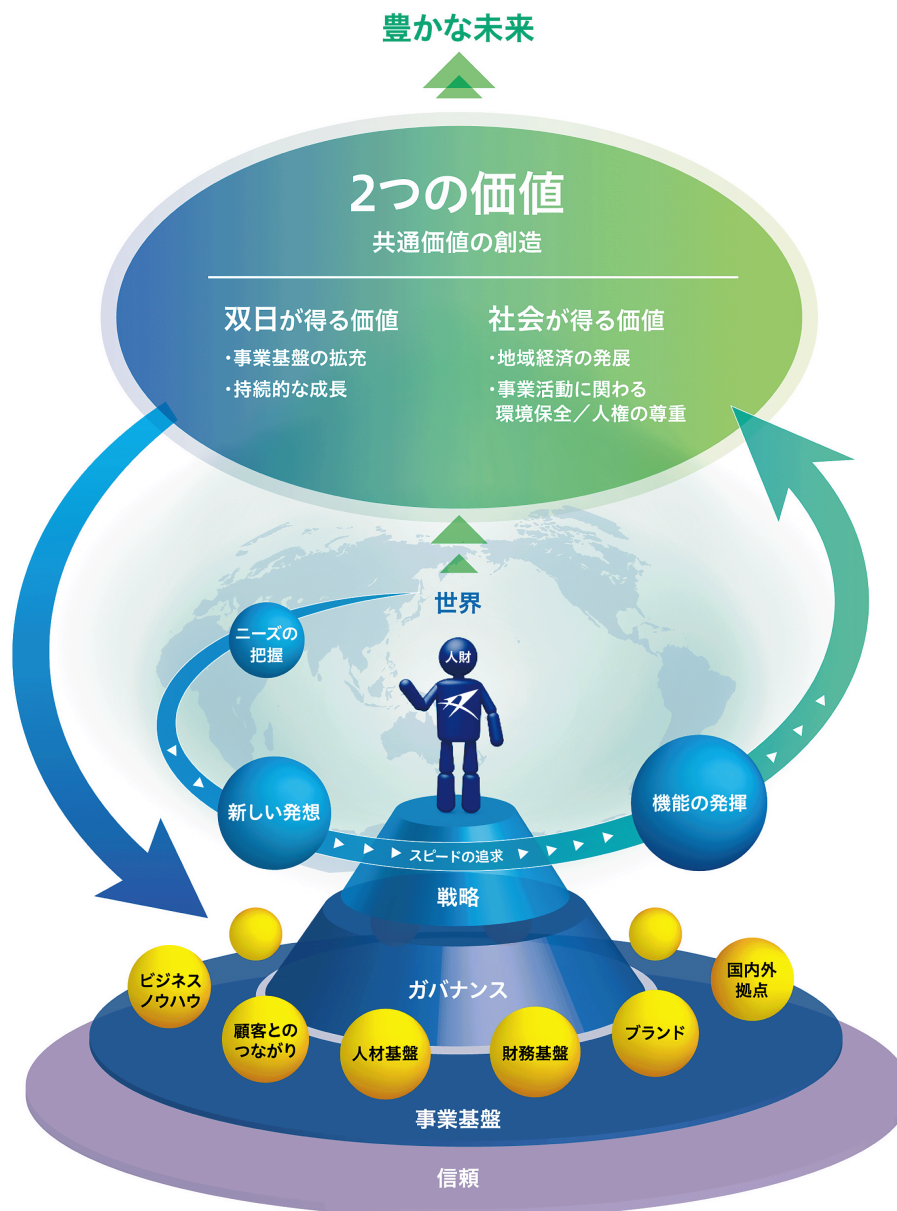 豊かな未来
2つの価値
共通価値の創造
双日が得る価値
・事業基盤の拡充
・持続的な成長
社会が得る価値
・地域経済の発展
・事業活動に関わる
環境保全／人権の尊重
世界
ニーズの
把握
人財
新しい発想
機能の発揮
スピードの追求
戦略
ガバナンス
ビジネス
ノウハウ
顧客との
つながり
人材基盤
財務基盤
ブランド
国内外
拠点
事業基盤
信頼